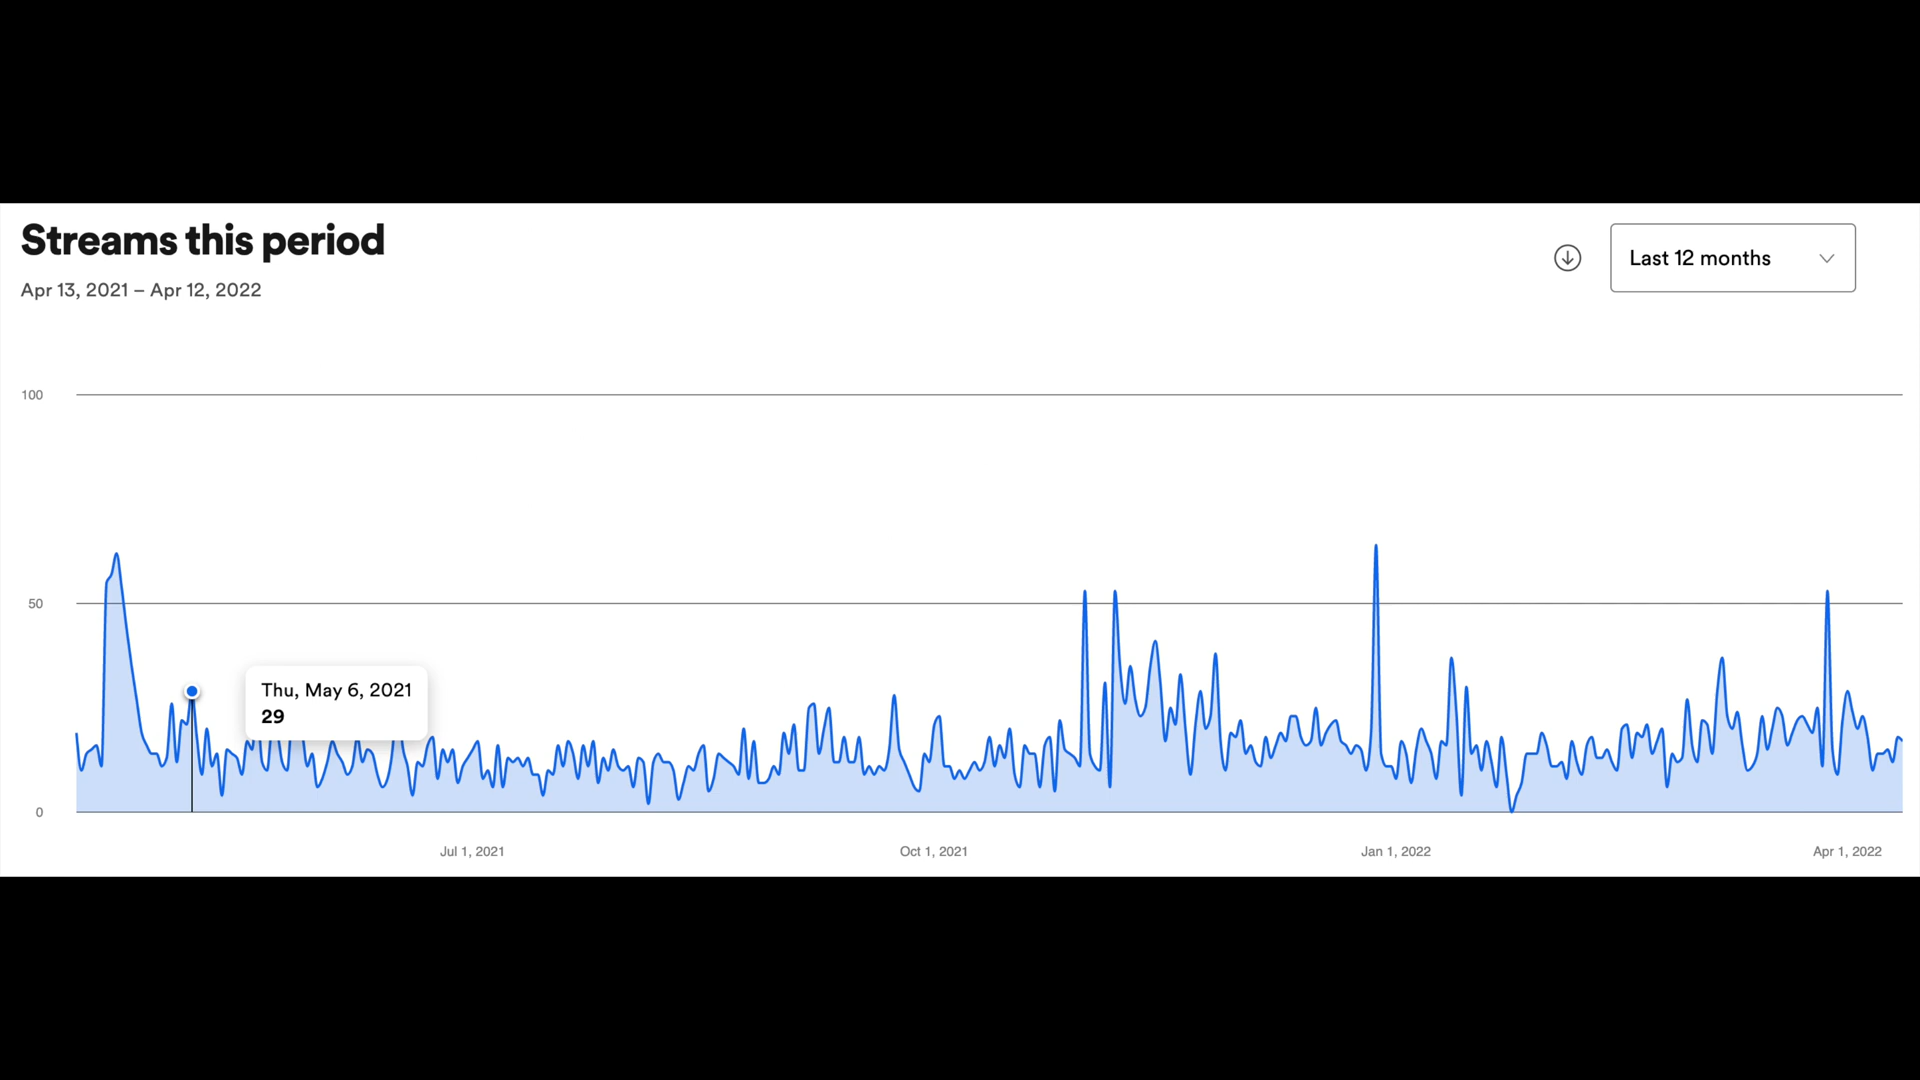 Streams this period
Apr 13, 2021 – Apr 12, 2022
Last 12 months
100
50
Thu, May 6, 2021
29
0
Jul 1, 2021
Oct 1, 2021
Jan 1, 2022
Apr 1, 2022